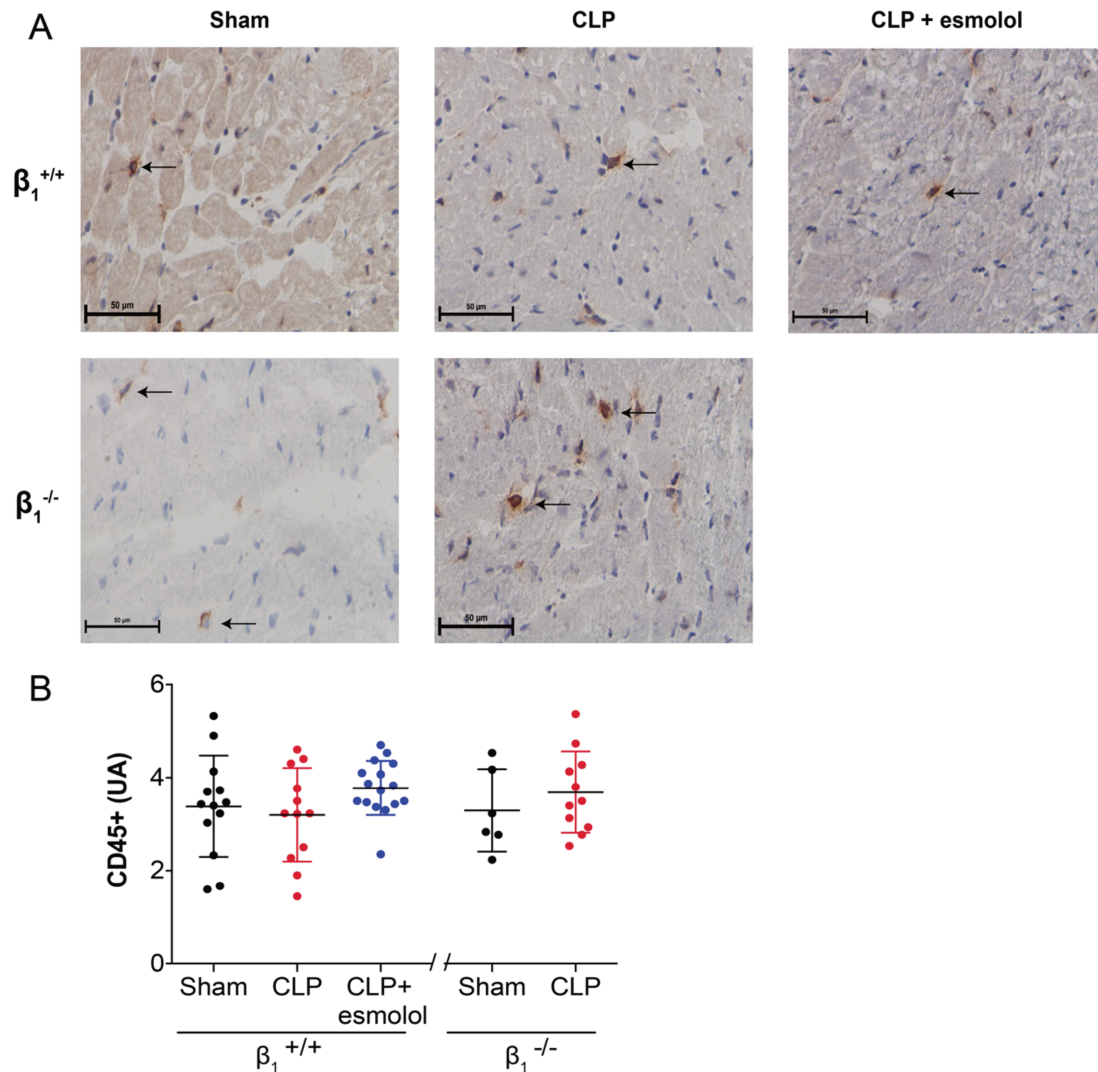 A
Sham
CLP
CLP + esmolol
β₁⁺/⁺
50 µm
50 µm
50 µm
β₁⁻/⁻
50 µm
50 µm
B
CD45+ (UA)
6
4
2
0
Sham
CLP
CLP+
esmolol
Sham
CLP
β₁ ⁺/⁺
β₁ ⁻/⁻